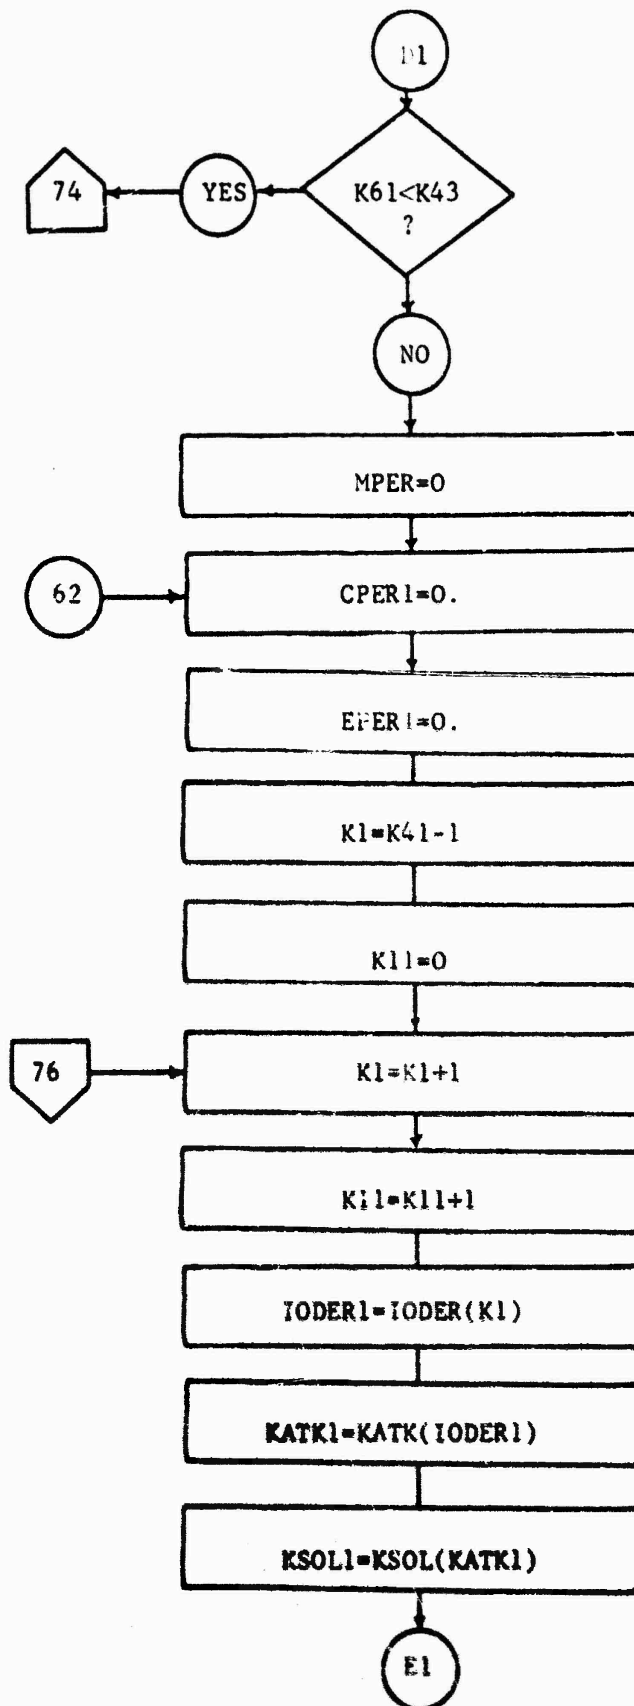 D1
K61<K43
?
YES
74
NO
MPER=0
62
CPER1=0.
EPER1=0.
K1=K41-1
K11=0
76
K1=K1+1
K11=K11+1
IODER1=IODER(K1)
KATK1=KATK(IODER1)
KSOL1=KSOL(KATK1)
E1